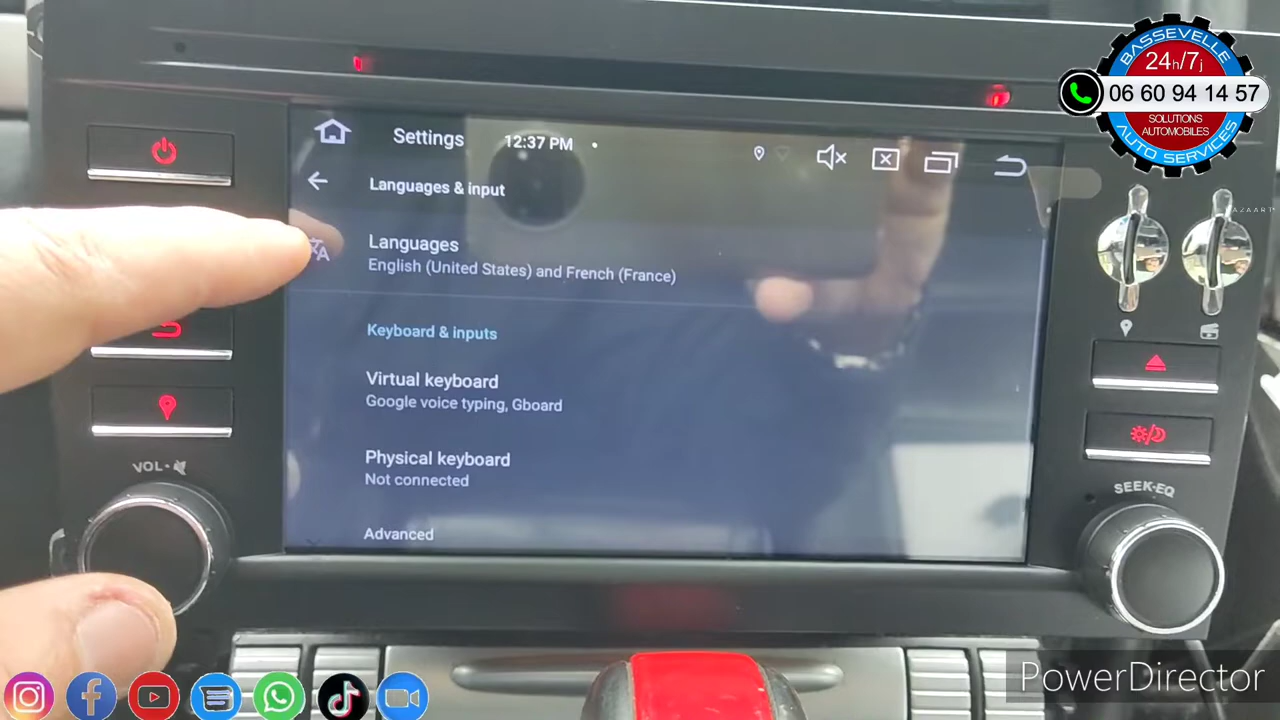 BASSEVELLE
24h/7j
06 60 94 14 57
SOLUTIONS
AUTOMOBILES
AUTO SERVICES
Settings
12:37 PM
Languages & input
Languages
English (United States) and French (France)
Keyboard & inputs
Virtual keyboard
Google voice typing, Gboard
Physical keyboard
Not connected
Advanced
VOL
SEEK·EQ
PowerDirector